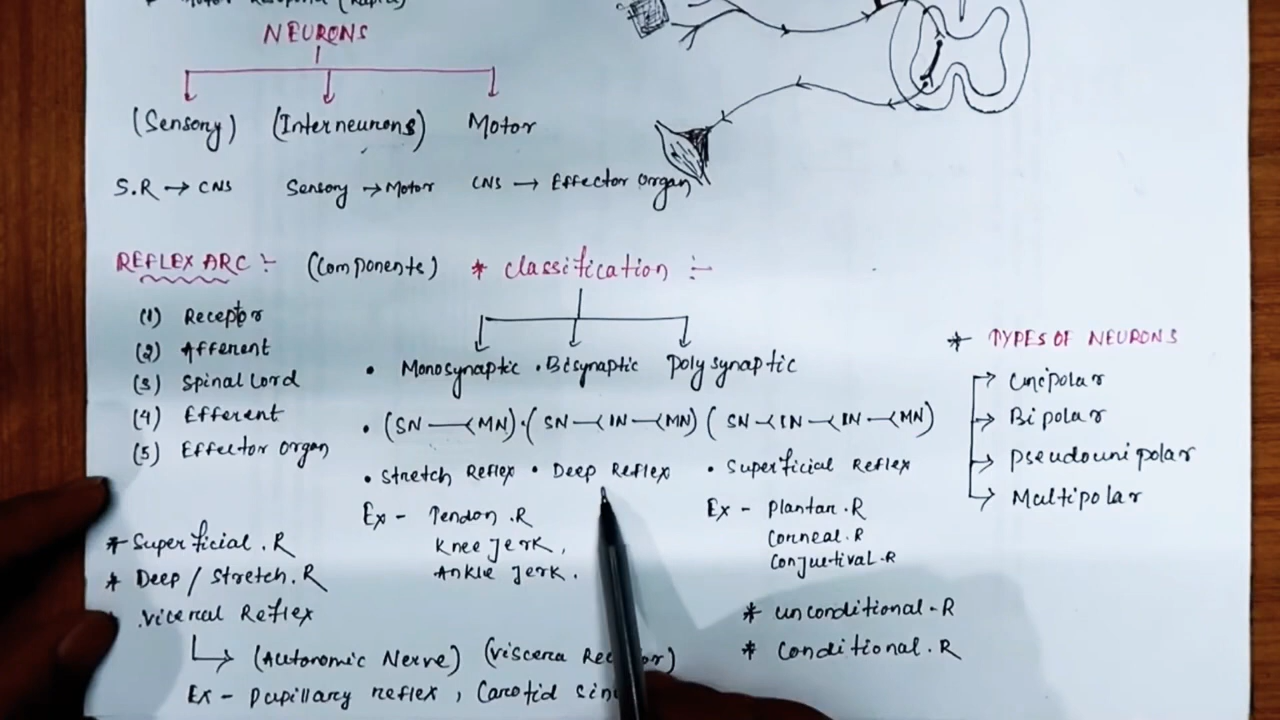 NEURONS
(Sensory) (Interneurons) Motor
S.R → CNS Sensory → Motor CNS → Effector Organ
REFLEX ARC :- (Components) * Classification :-
(1) Receptor
(2) Afferent
(3) Spinal Cord
(4) Efferent
(5) Effector Organ
• Monosynaptic • Bisynaptic Polysynaptic
• (SN —< MN) • (SN —< IN —< MN) (SN —< IN —< IN —< MN)
• Stretch Reflex • Deep Reflex • Superficial Reflex
Ex - Tendon .R
Knee Jerk,
Ankle Jerk.
Ex - Plantar .R
Corneal .R
Conjuctival .R
* TYPES OF NEURONS
→ Unipolar
→ Bipolar
→ Pseudounipolar
→ Multipolar
* Superficial .R
* Deep / Stretch .R
Viceral Reflex
→ (Autonomic Nerve) (Viscera
Ex - Pupillary reflex, Carotid
* unconditional - R
* Conditional .R